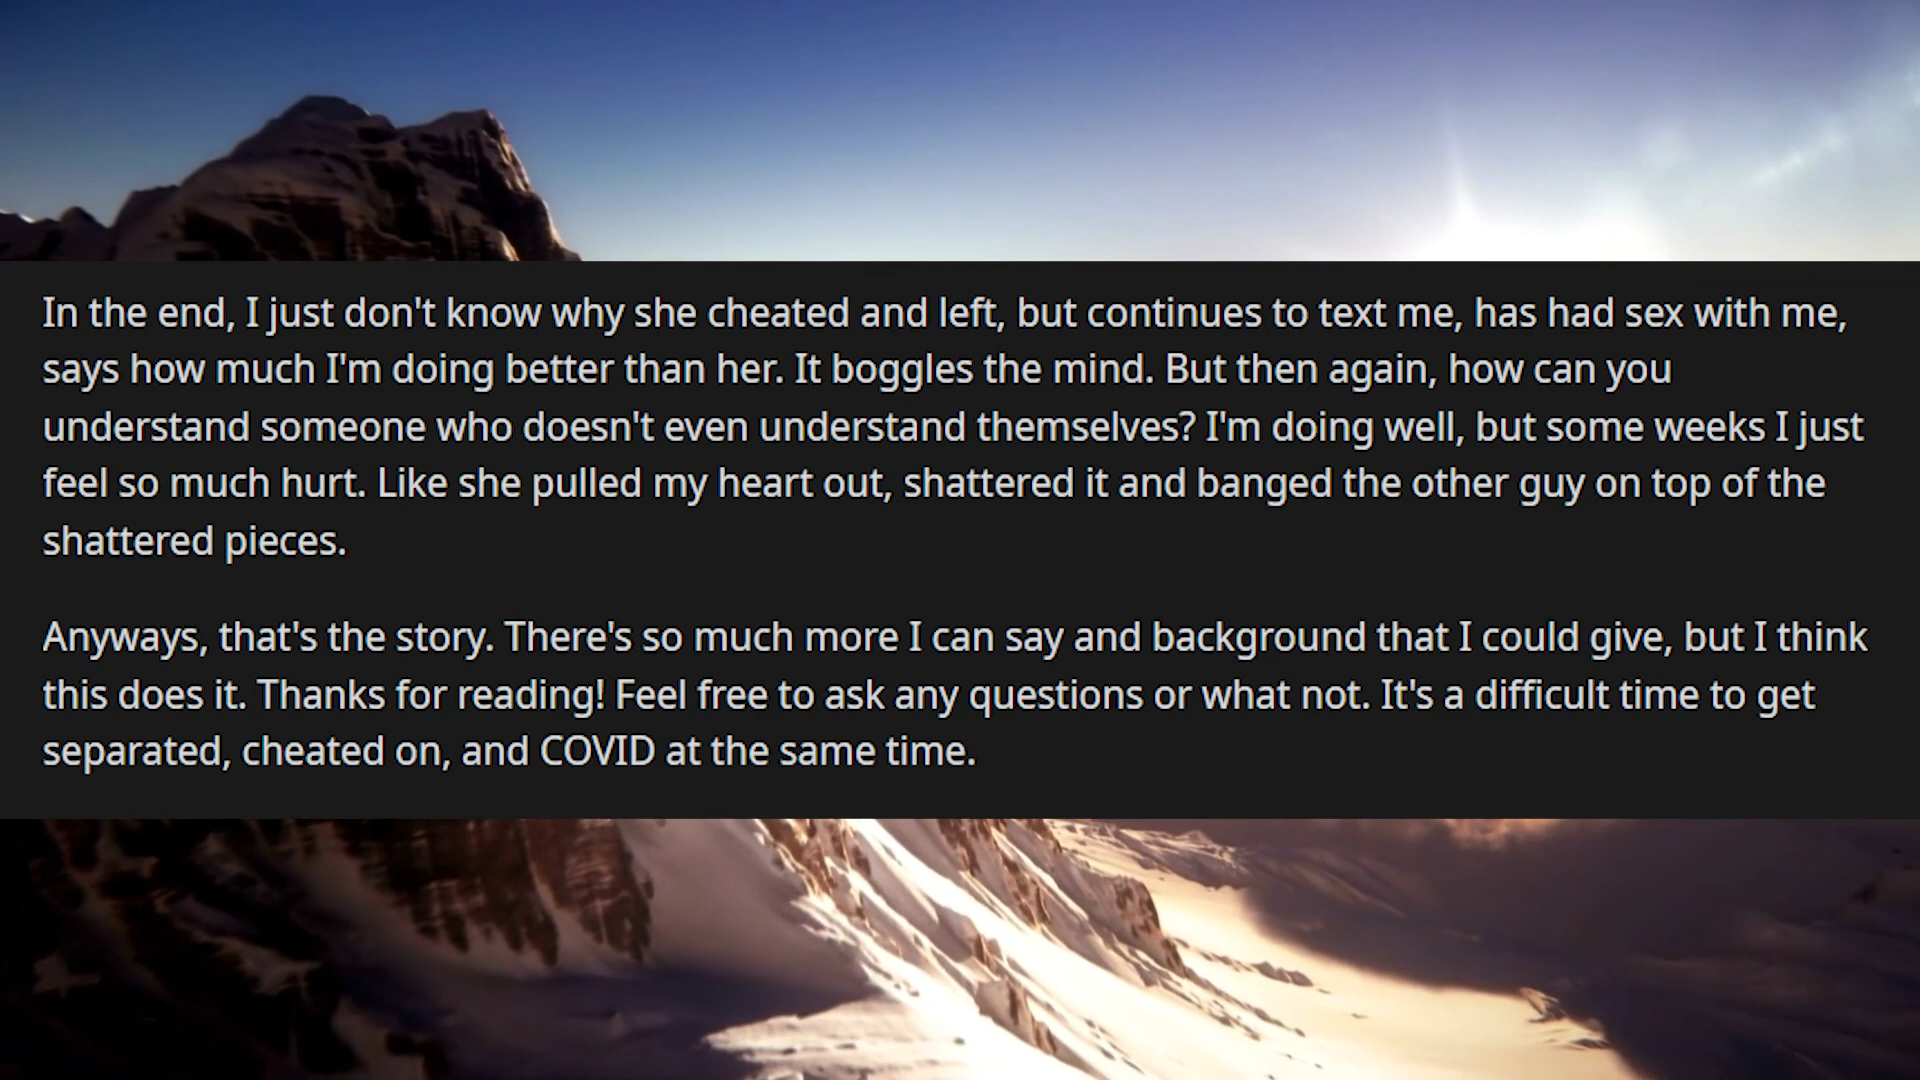 In the end, I just don't know why she cheated and left, but continues to text me, has had sex with me,
says how much I'm doing better than her. It boggles the mind. But then again, how can you
understand someone who doesn't even understand themselves? I'm doing well, but some weeks I just
feel so much hurt. Like she pulled my heart out, shattered it and banged the other guy on top of the
shattered pieces.
Anyways, that's the story. There's so much more I can say and background that I could give, but I think
this does it. Thanks for reading! Feel free to ask any questions or what not. It's a difficult time to get
separated, cheated on, and COVID at the same time.